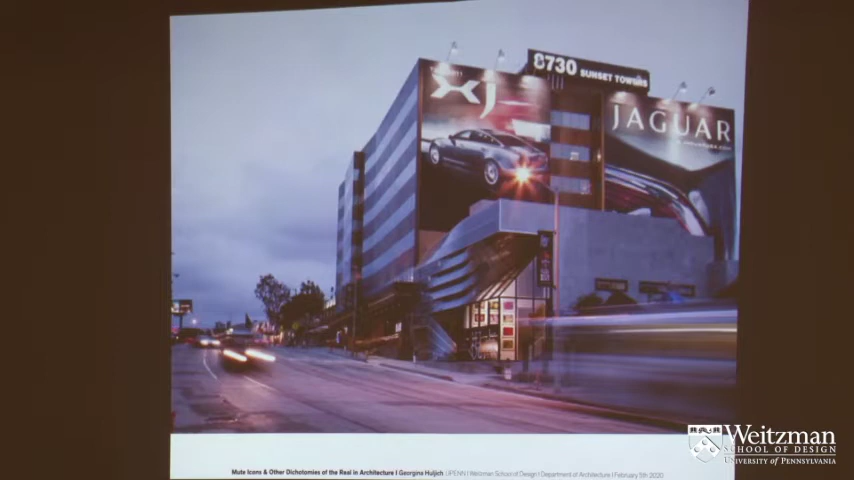 8730 SUNSET TOWERS
XJ
JAGUAR
Mute Icons & Other Dichotomies of the Real in Architecture I Georgina Huljich UPENN I Weitzman School of Design I Department of Architecture I February 5th 2020
Weitzman
SCHOOL OF DESIGN
UNIVERSITY of PENNSYLVANIA